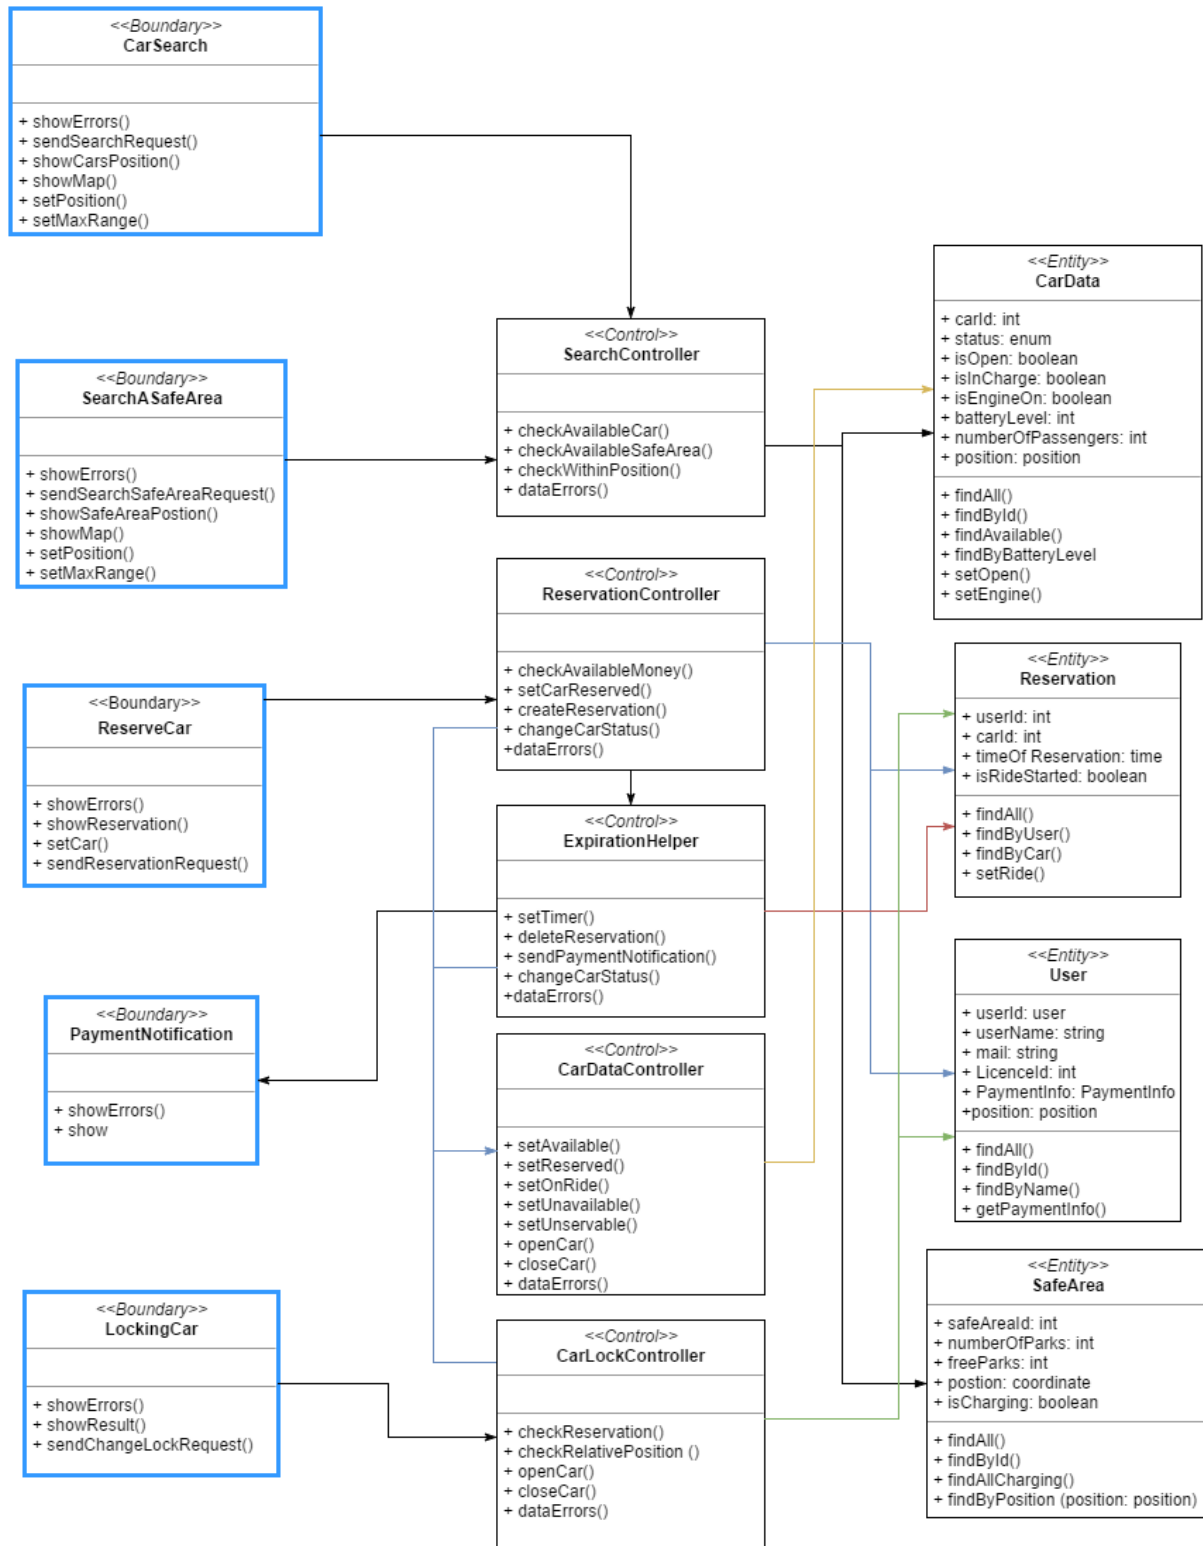 <<Boundary>>
CarSearch
+ showErrors()
+ sendSearchRequest()
+ showCarsPosition()
+ showMap()
+ setPosition()
+ setMaxRange()
<<Boundary>>
SearchASafeArea
+ showErrors()
+ sendSearchSafeAreaRequest()
+ showSafeAreaPostion()
+ showMap()
+ setPosition()
+ setMaxRange()
<<Boundary>>
ReserveCar
+ showErrors()
+ showReservation()
+ setCar()
+ sendReservationRequest()
<<Boundary>>
PaymentNotification
+ showErrors()
+ show
<<Boundary>>
LockingCar
+ showErrors()
+ showResult()
+ sendChangeLockRequest()
<<Control>>
SearchController
+ checkAvailableCar()
+ checkAvailableSafeArea()
+ checkWithinPosition()
+ dataErrors()
<<Control>>
ReservationController
+ checkAvailableMoney()
+ setCarReserved()
+ createReservation()
+ changeCarStatus()
+dataErrors()
<<Control>>
ExpirationHelper
+ setTimer()
+ deleteReservation()
+ sendPaymentNotification()
+ changeCarStatus()
+dataErrors()
<<Control>>
CarDataController
+ setAvailable()
+ setReserved()
+ setOnRide()
+ setUnavailable()
+ setUnservable()
+ openCar()
+ closeCar()
+ dataErrors()
<<Control>>
CarLockController
+ checkReservation()
+ checkRelativePosition ()
+ openCar()
+ closeCar()
+ dataErrors()
<<Entity>>
CarData
+ carId: int
+ status: enum
+ isOpen: boolean
+ isInCharge: boolean
+ isEngineOn: boolean
+ batteryLevel: int
+ numberOfPassengers: int
+ position: position
+ findAll()
+ findById()
+ findAvailable()
+ findByBatteryLevel
+ setOpen()
+ setEngine()
<<Entity>>
Reservation
+ userId: int
+ carId: int
+ timeOf Reservation: time
+ isRideStarted: boolean
+ findAll()
+ findByUser()
+ findByCar()
+ setRide()
<<Entity>>
User
+ userId: user
+ userName: string
+ mail: string
+ LicenceId: int
+ PaymentInfo: PaymentInfo
+position: position
+ findAll()
+ findById()
+ findByName()
+ getPaymentInfo()
<<Entity>>
SafeArea
+ safeAreaId: int
+ numberOfParks: int
+ freeParks: int
+ postion: coordinate
+ isCharging: boolean
+ findAll()
+ findById()
+ findAllCharging()
+ findByPosition (position: position)